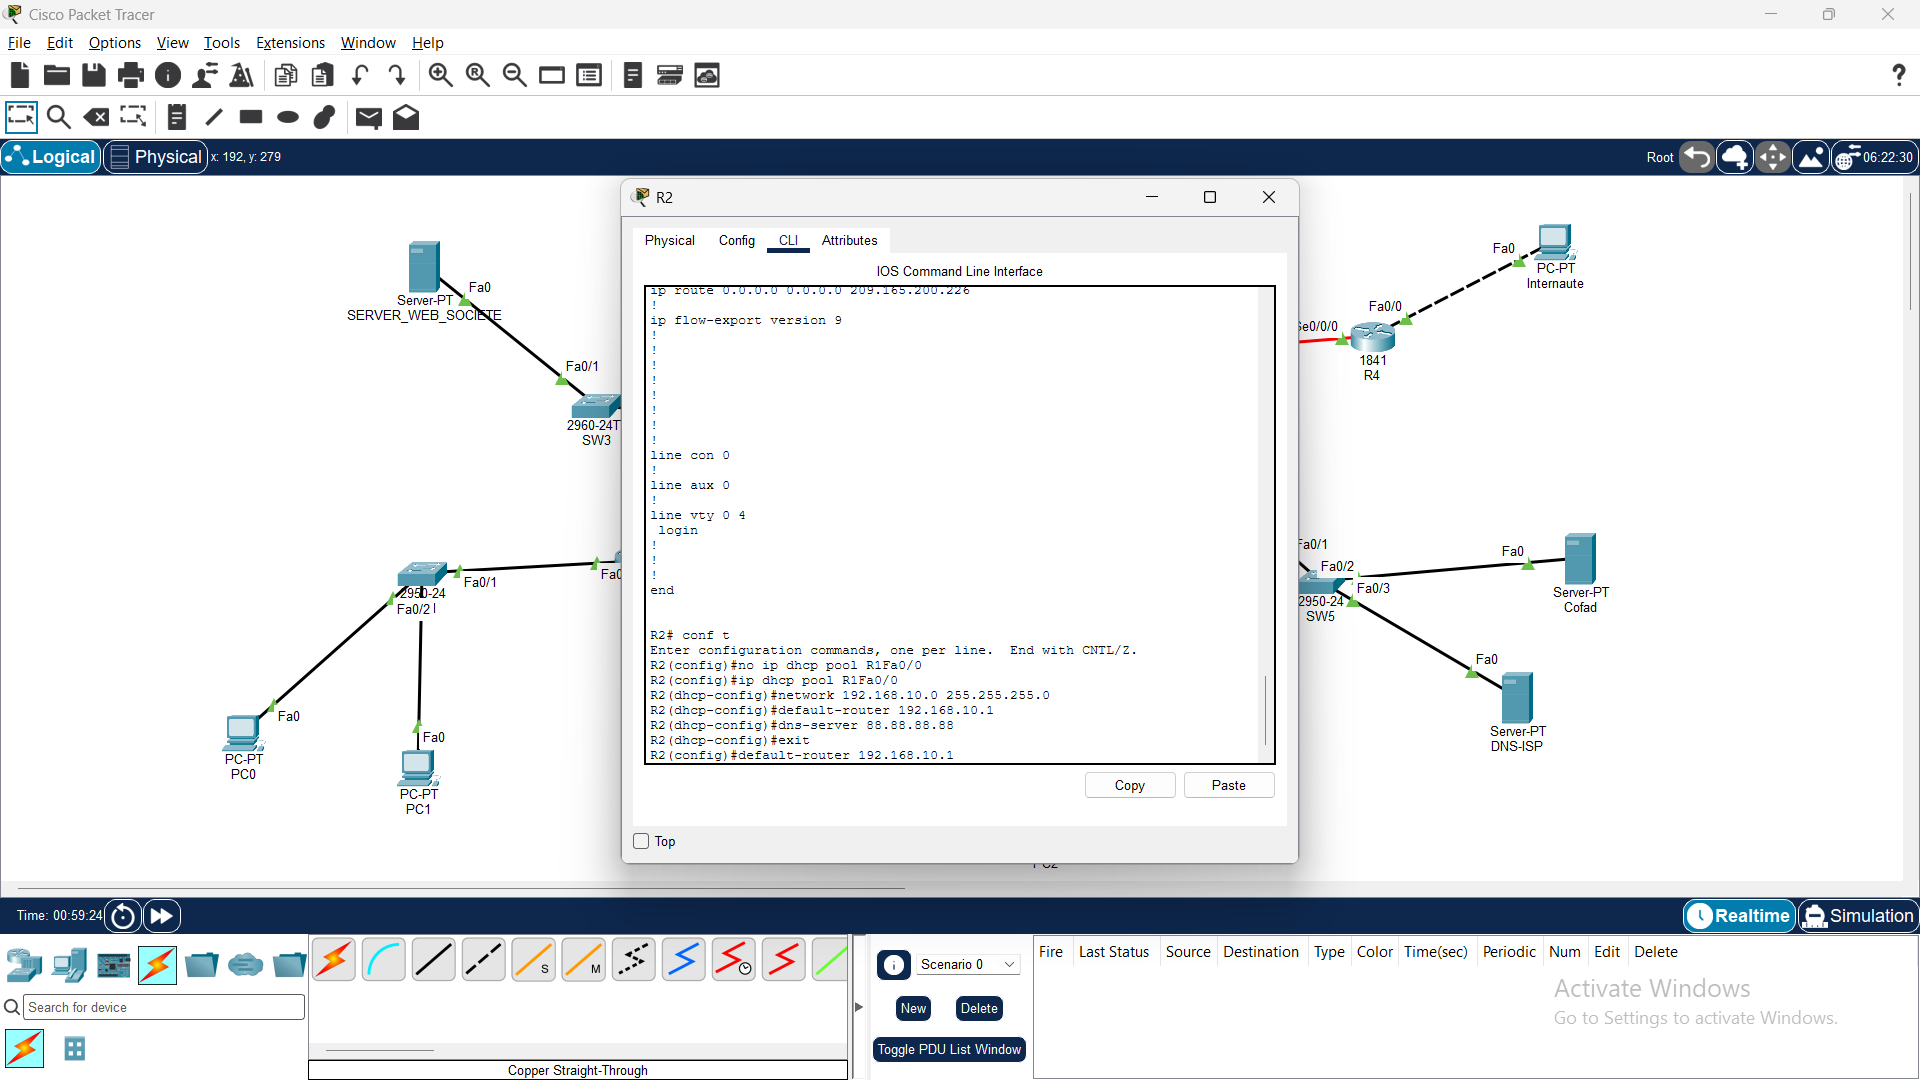 Cisco Packet Tracer
File Edit Options View Tools Extensions Window Help
Logical Physical x: 192, y: 279 Root 06:22:30
R2
Physical Config CLI Attributes
IOS Command Line Interface
ip route 0.0.0.0 0.0.0.0 209.165.200.226
!
ip flow-export version 9
!
!
!
!
!
!
!
!
line con 0
!
line aux 0
!
line vty 0 4
login
!
!
!
end
R2# conf t
Enter configuration commands, one per line. End with CNTL/Z.
R2(config)#no ip dhcp pool R1Fa0/0
R2(config)#ip dhcp pool R1Fa0/0
R2(dhcp-config)#network 192.168.10.0 255.255.255.0
R2(dhcp-config)#default-router 192.168.10.1
R2(dhcp-config)#dns-server 88.88.88.88
R2(dhcp-config)#exit
R2(config)#default-router 192.168.10.1
Copy Paste
Top
Fa0
Server-PT
SERVER_WEB_SOCIETE
Fa0/1
2960-24T
SW3
Fa0/1
2950-24
Fa0/2
Fa0
PC-PT
PC0
Fa0
PC-PT
PC1
Fa0
PC-PT
Internaute
Fa0/0
Se0/0/0
1841
R4
Fa0/1
Fa0/2
Fa0/3
2950-24
SW5
Fa0
Server-PT
Cofad
Fa0
Server-PT
DNS-ISP
PC2
Time: 00:59:24 Realtime Simulation
S M
Search for device
Copper Straight-Through
Scenario 0
New Delete
Toggle PDU List Window
Fire Last Status Source Destination Type Color Time(sec) Periodic Num Edit Delete
Activate Windows
Go to Settings to activate Windows.